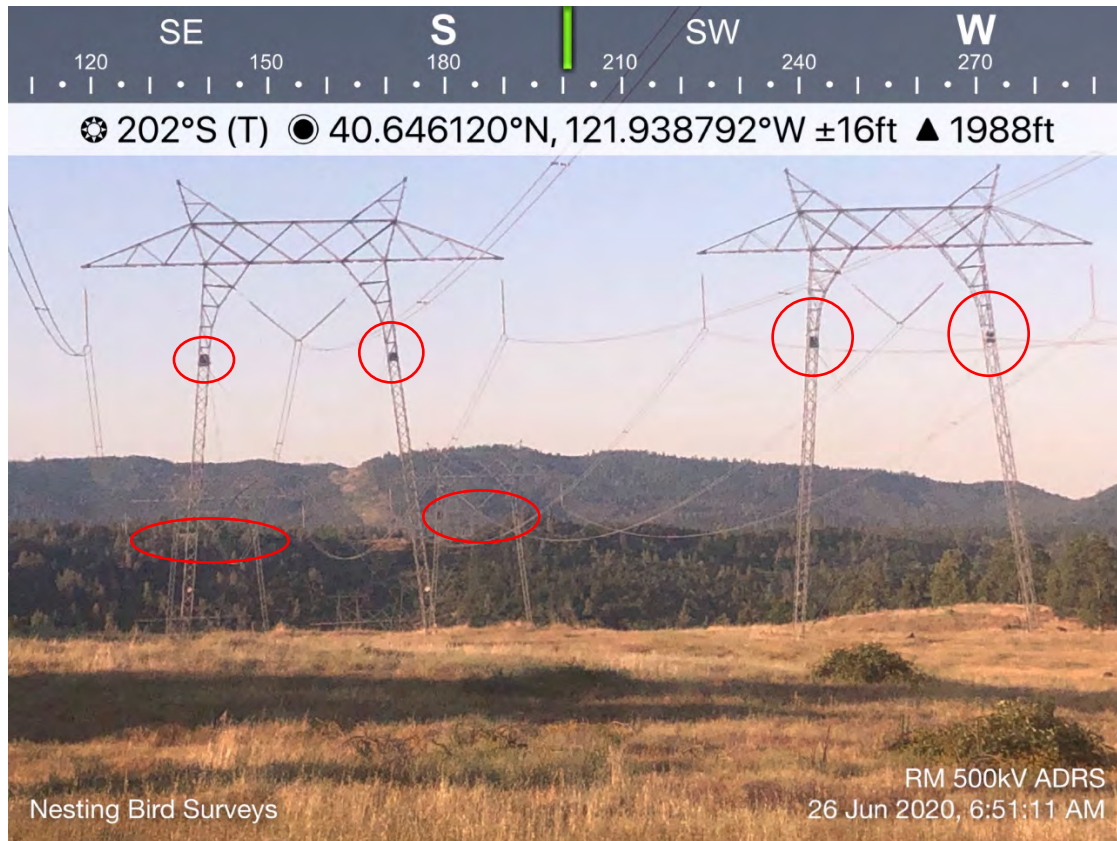 SE S SW W
120 150 180 210 240 270
202°S (T) 40.646120°N, 121.938792°W ±16ft ▲ 1988ft
RM 500kV ADRS
Nesting Bird Surveys 26 Jun 2020, 6:51:11 AM